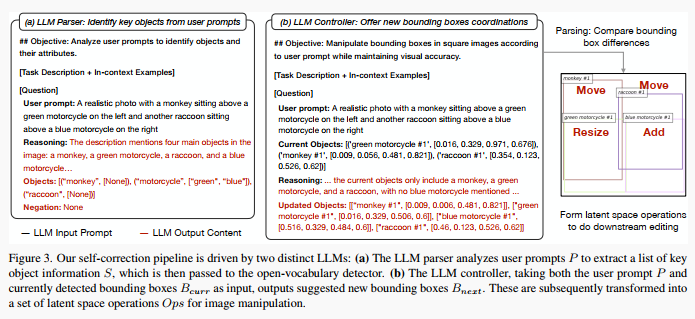 (a) LLM Parser: Identify key objects from user prompts
## Objective: Analyze user prompts to identify objects and
their attributes.
[Task Description + In-context Examples]
[Question]
User prompt: A realistic photo with a monkey sitting above a
green motorcycle on the left and another raccoon sitting
above a blue motorcycle on the right
Reasoning: The description mentions four main objects in the
image: a monkey, a green motorcycle, a raccoon, and a blue
motorcycle…
Objects: [("monkey", [None]), ("motorcycle", ["green", "blue"]),
("raccoon", [None])]
Negation: None
— LLM Input Prompt — LLM Output Content
(b) LLM Controller: Offer new bounding boxes coordinations
## Objective: Manipulate bounding boxes in square images according
to user prompt while maintaining visual accuracy.
[Task Description + In-context Examples]
[Question]
User prompt: A realistic photo with a monkey sitting above a green
motorcycle on the left and another raccoon sitting above a blue
motorcycle on the right
Current Objects: [('green motorcycle #1', [0.016, 0.329, 0.971, 0.676]),
('monkey #1', [0.009, 0.056, 0.481, 0.821]), ('raccoon #1', [0.354, 0.123,
0.526, 0.62])]
Reasoning: ... the current objects only include a monkey, a green
motorcycle, and a raccoon, with no blue motorcycle mentioned ...
Updated Objects: [["monkey #1", [0.009, 0.006, 0.481, 0.821]], ["green
motorcycle #1", [0.016, 0.329, 0.506, 0.6]], ["blue motorcycle #1",
[0.516, 0.329, 0.484, 0.6]], ["raccoon #1", [0.46, 0.123, 0.526, 0.62]]
Parsing: Compare bounding
box differences
monkey #1
Move
Move
raccoon #1
green motorcycle #1
blue motorcycle #1
Resize
Add
Form latent space operations
to do downstream editing
Figure 3. Our self-correction pipeline is driven by two distinct LLMs: (a) The LLM parser analyzes user prompts P to extract a list of key
object information S, which is then passed to the open-vocabulary detector. (b) The LLM controller, taking both the user prompt P and
currently detected bounding boxes Bcurr as input, outputs suggested new bounding boxes Bnext. These are subsequently transformed into
a set of latent space operations Ops for image manipulation.